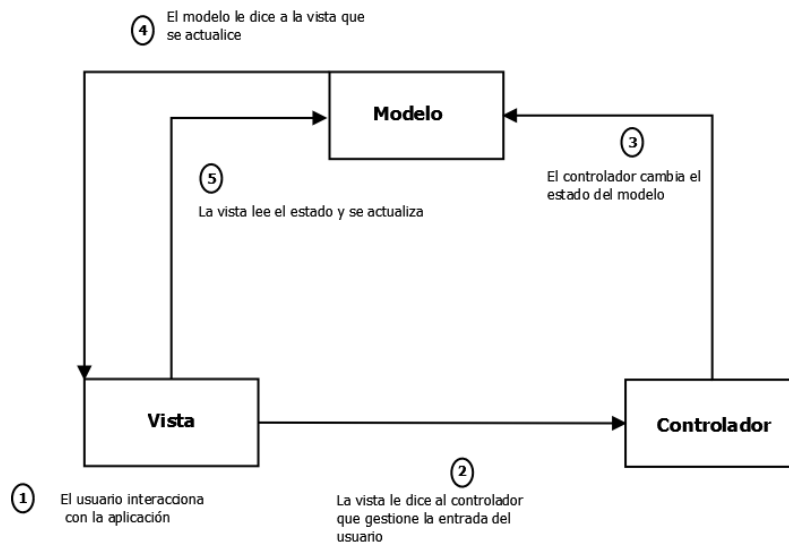 4
El modelo le dice a la vista que
se actualice
Modelo
3
El controlador cambia el
estado del modelo
5
La vista lee el estado y se actualiza
Vista
Controlador
1
El usuario interacciona
con la aplicación
2
La vista le dice al controlador
que gestione la entrada del
usuario